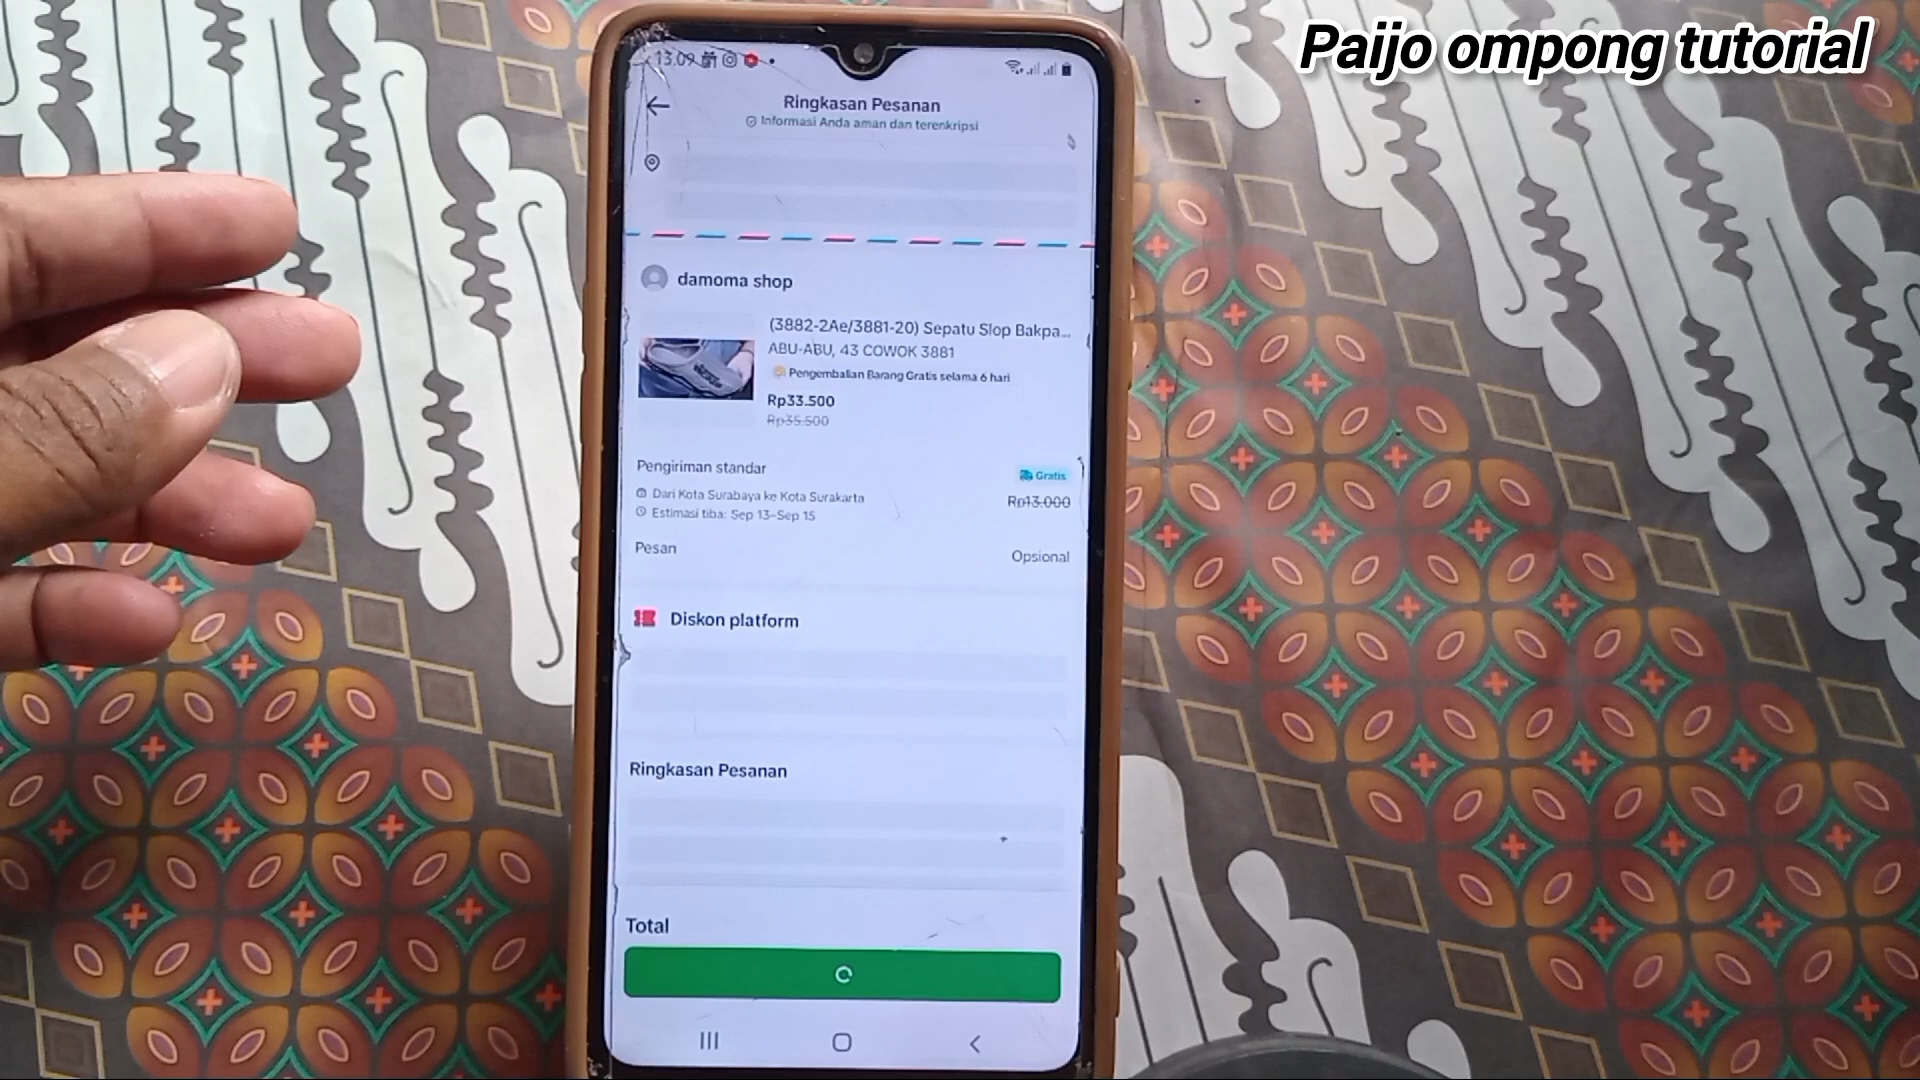 Paijo ompong tutorial
13.09
Ringkasan Pesanan
Informasi Anda aman dan terenkripsi
damoma shop
(3882-2Ae/3881-20) Sepatu Slop Bakpa...
ABU-ABU, 43 COWOK 3881
Pengembalian Barang Gratis selama 6 hari
Rp33.500
Rp35.500
Pengiriman standar
Gratis
Dari Kota Surabaya ke Kota Surakarta
Rp13.000
Estimasi tiba: Sep 13-Sep 15
Pesan
Opsional
Diskon platform
Ringkasan Pesanan
Total